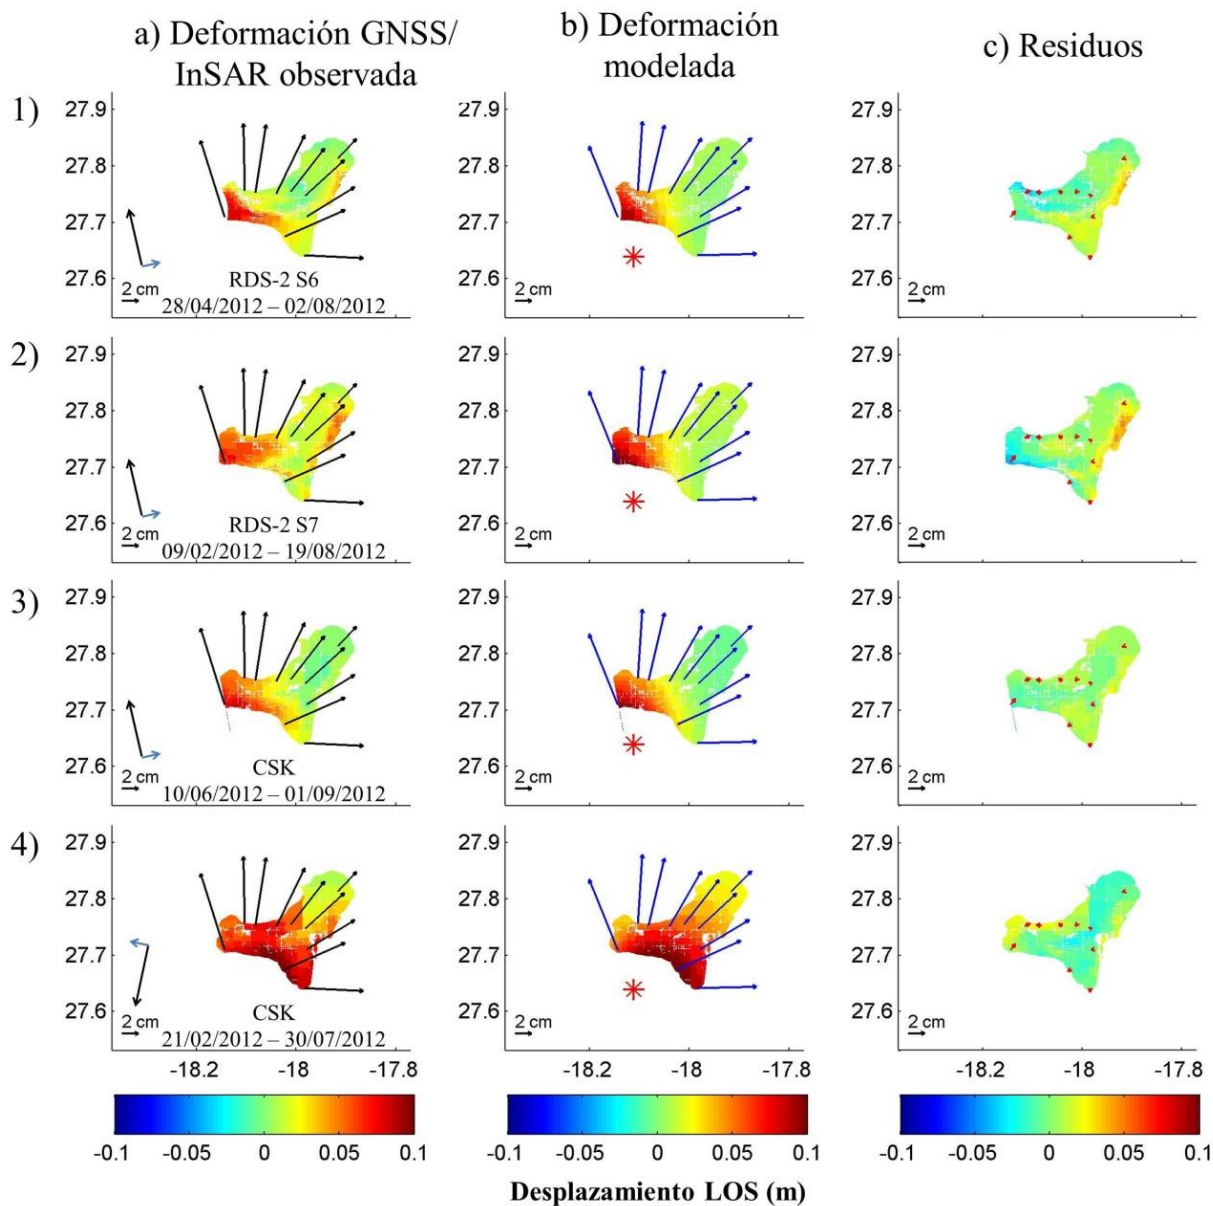 a) Deformación GNSS/
InSAR observada
b) Deformación
modelada
c) Residuos
1)
27.9
27.8
27.7
27.6
2 cm
RDS-2 S6
28/04/2012 – 02/08/2012
27.9
27.8
27.7
27.6
2 cm
27.9
27.8
27.7
27.6
2 cm
2)
27.9
27.8
27.7
27.6
2 cm
RDS-2 S7
09/02/2012 – 19/08/2012
27.9
27.8
27.7
27.6
2 cm
27.9
27.8
27.7
27.6
2 cm
3)
27.9
27.8
27.7
27.6
2 cm
CSK
10/06/2012 – 01/09/2012
27.9
27.8
27.7
27.6
2 cm
27.9
27.8
27.7
27.6
2 cm
4)
27.9
27.8
27.7
27.6
2 cm
CSK
21/02/2012 – 30/07/2012
27.9
27.8
27.7
27.6
2 cm
27.9
27.8
27.7
27.6
2 cm
-18.2 -18 -17.8
-18.2 -18 -17.8
-18.2 -18 -17.8
-0.1 -0.05 0 0.05 0.1
-0.1 -0.05 0 0.05 0.1
-0.1 -0.05 0 0.05 0.1
Desplazamiento LOS (m)